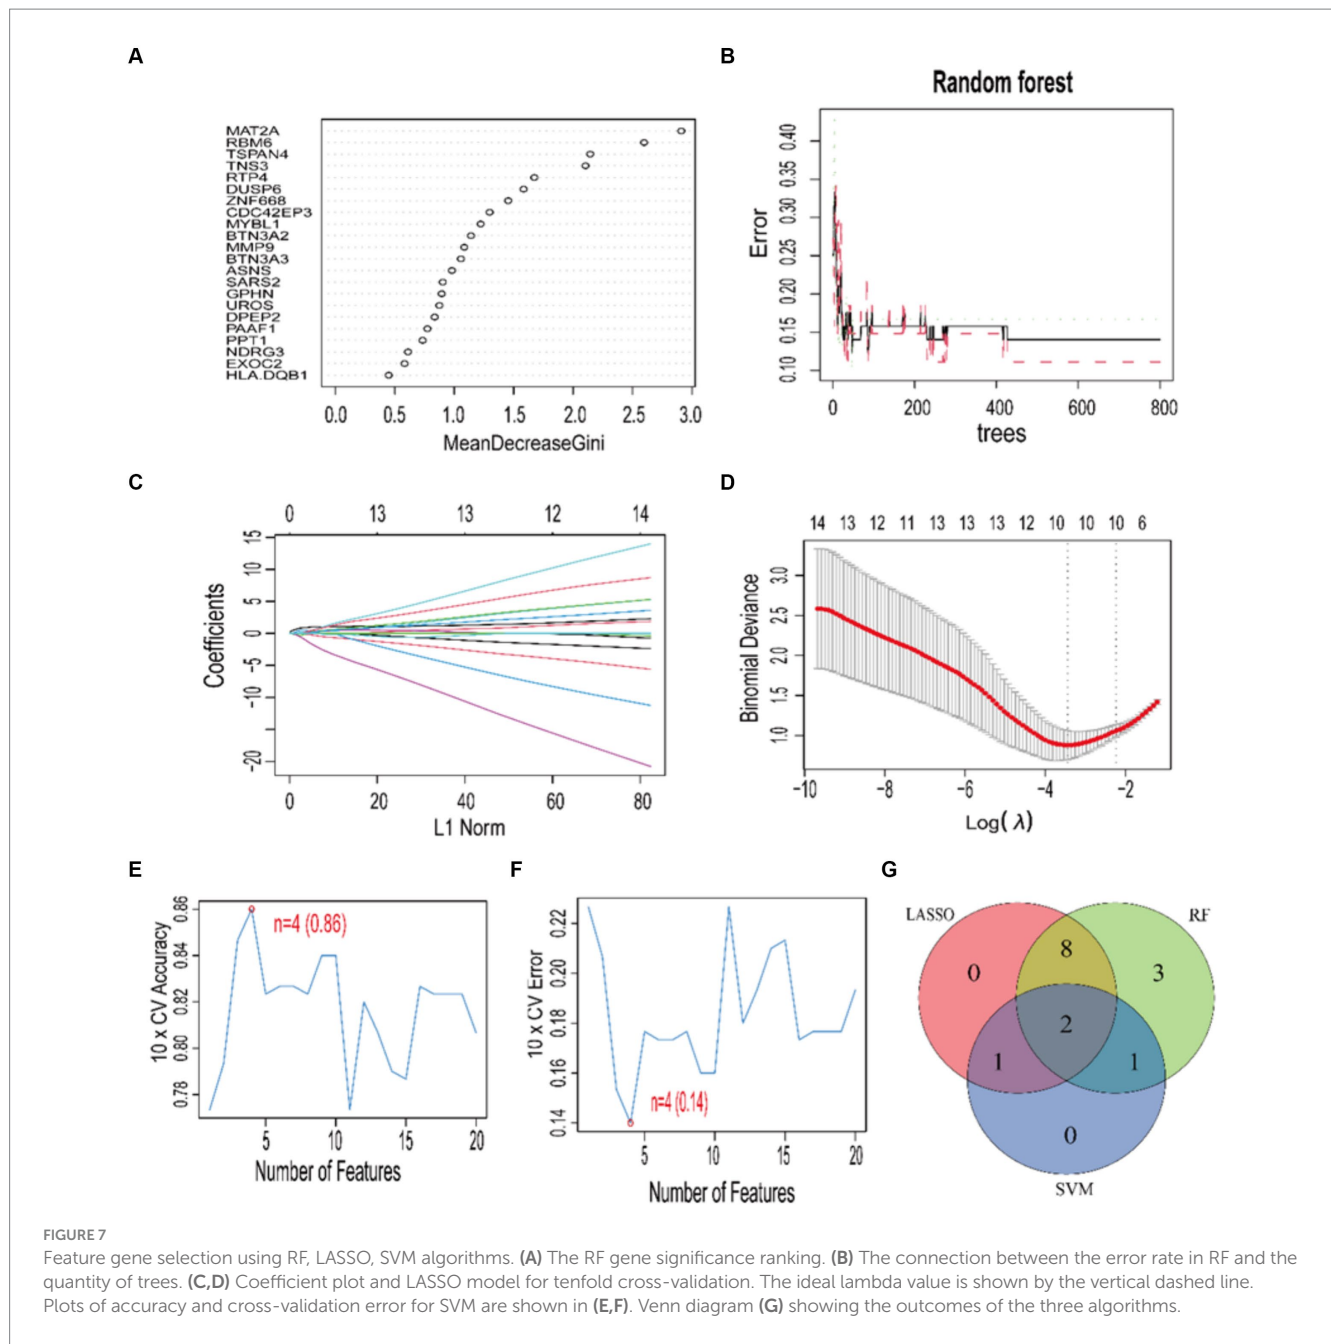 A
MAT2A
RBM6
TSPAN4
TNS3
RTP4
DUSP6
ZNF668
CDC42EP3
MYBL1
BTN3A2
MMP9
BTN3A3
ASNS
SARS2
GPHN
UROS
DPEP2
PAAF1
PPT1
NDRG3
EXOC2
HLA.DQB1
0.0 0.5 1.0 1.5 2.0 2.5 3.0
MeanDecreaseGini
B
Random forest
Error
0.40
0.35
0.30
0.25
0.20
0.15
0.10
0 200 400 600 800
trees
C
0 13 13 12 14
Coefficients
15
10
5
0
−5
−10
−20
0 20 40 60 80
L1 Norm
D
14 13 12 11 13 13 13 12 10 10 10 6
Binomial Deviance
3.0
2.5
2.0
1.5
1.0
−10 −8 −6 −4 −2
Log( λ )
E
10 x CV Accuracy
0.86
0.84
0.82
0.80
0.78
n=4 (0.86)
5 10 15 20
Number of Features
F
10 x CV Error
0.22
0.20
0.18
0.16
0.14
n=4 (0.14)
5 10 15 20
Number of Features
G
LASSO
RF
0 8 3
2
1 1
0
SVM
FIGURE 7
Feature gene selection using RF, LASSO, SVM algorithms. (A) The RF gene significance ranking. (B) The connection between the error rate in RF and the
quantity of trees. (C,D) Coefficient plot and LASSO model for tenfold cross-validation. The ideal lambda value is shown by the vertical dashed line.
Plots of accuracy and cross-validation error for SVM are shown in (E,F). Venn diagram (G) showing the outcomes of the three algorithms.